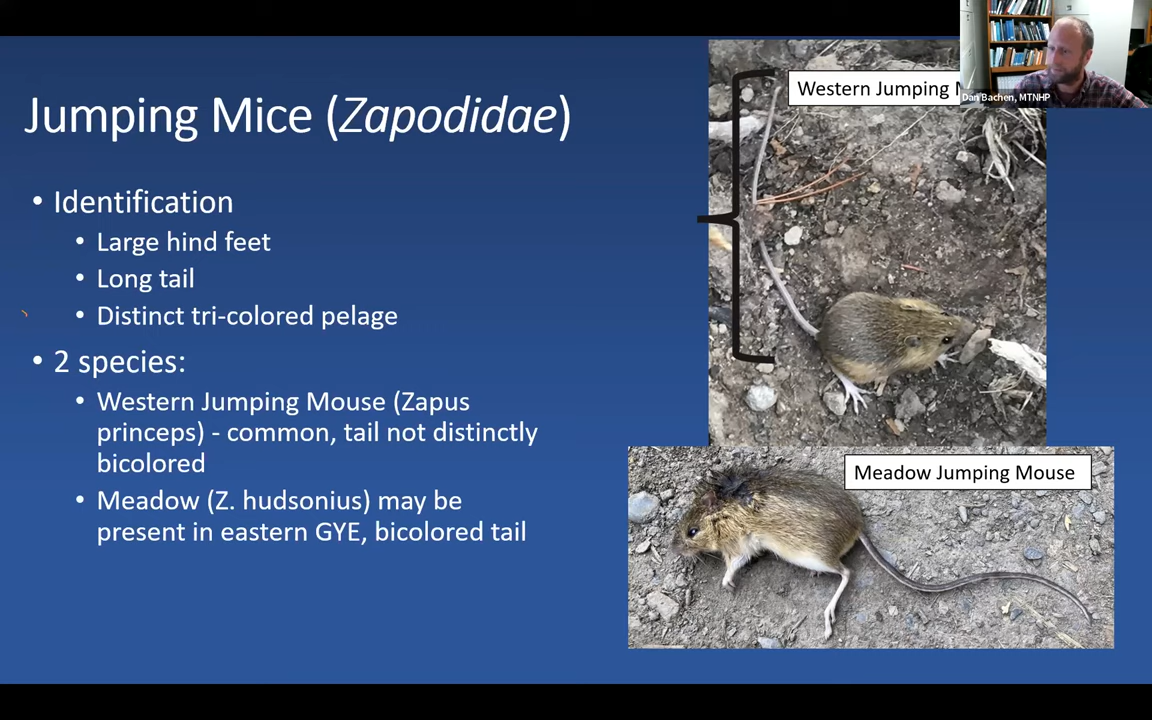 Jumping Mice (Zapodidae)
• Identification
• Large hind feet
• Long tail
• Distinct tri-colored pelage
• 2 species:
• Western Jumping Mouse (Zapus
princeps) - common, tail not distinctly
bicolored
• Meadow (Z. hudsonius) may be
present in eastern GYE, bicolored tail
Western Jumping
Dan Bachen, MTNHP
Meadow Jumping Mouse